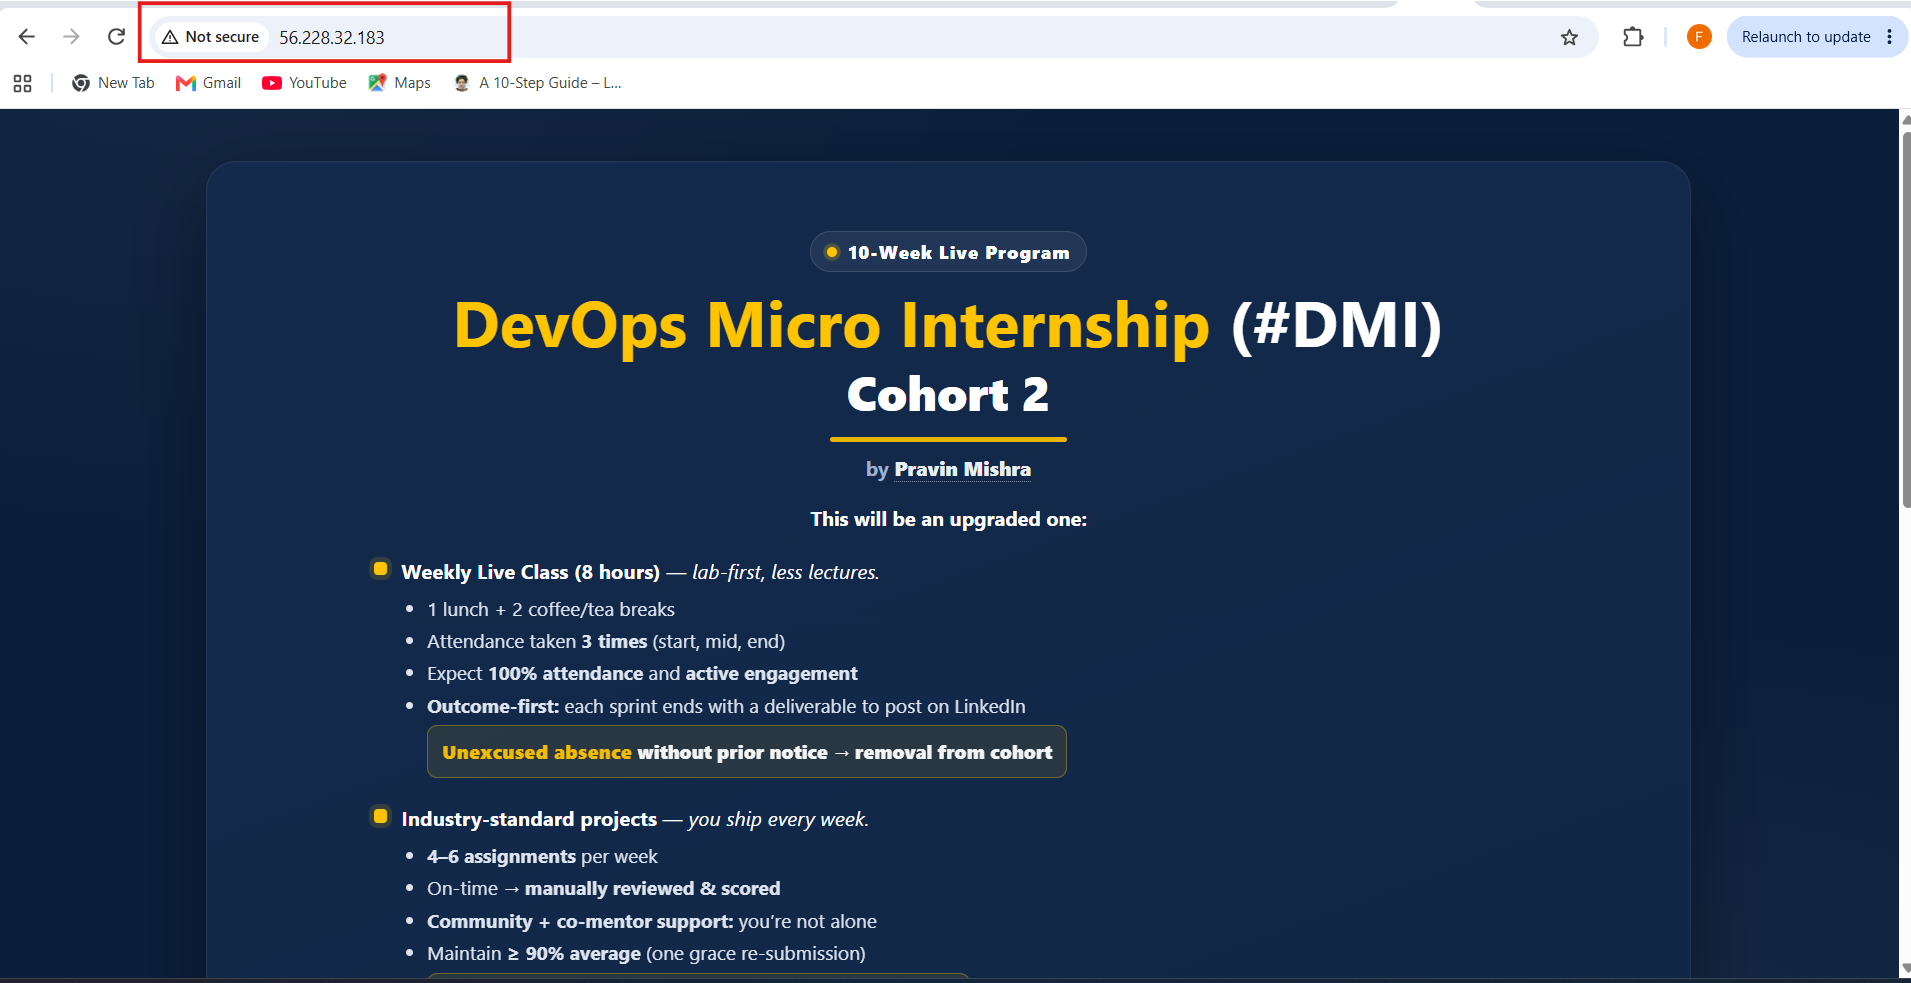 Not secure 56.228.32.183
F
Relaunch to update
New Tab Gmail YouTube Maps A 10-Step Guide – L...
10-Week Live Program
DevOps Micro Internship (#DMI)
Cohort 2
by Pravin Mishra
This will be an upgraded one:
Weekly Live Class (8 hours) — lab-first, less lectures.
• 1 lunch + 2 coffee/tea breaks
• Attendance taken 3 times (start, mid, end)
• Expect 100% attendance and active engagement
• Outcome-first: each sprint ends with a deliverable to post on LinkedIn
Unexcused absence without prior notice → removal from cohort
Industry-standard projects — you ship every week.
• 4–6 assignments per week
• On-time → manually reviewed & scored
• Community + co-mentor support: you’re not alone
• Maintain ≥ 90% average (one grace re-submission)